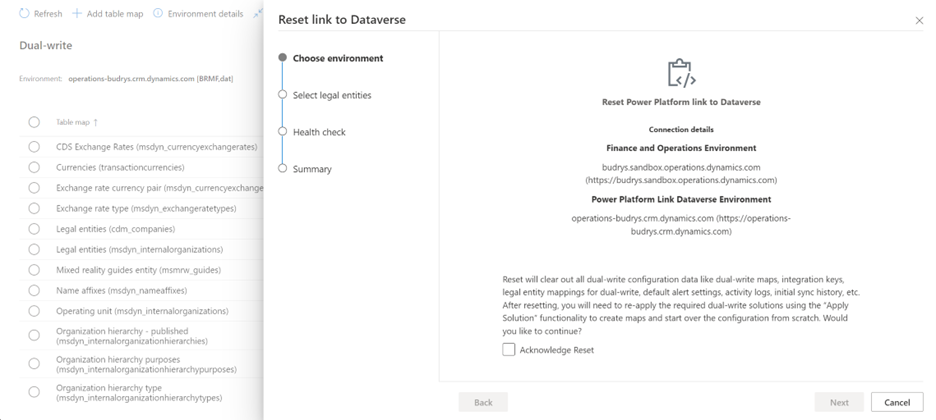 Refresh
Add table map
Environment details
Dual-write
Environment: operations-budrys.crm.dynamics.com [BRMF,dat]
Table map ↑
CDS Exchange Rates (msdyn_currencyexchangerates)
Currencies (transactioncurrencies)
Exchange rate currency pair (msdyn_currencyexchange
Exchange rate type (msdyn_exchangeratetypes)
Legal entities (cdm_companies)
Legal entities (msdyn_internalorganizations)
Mixed reality guides entity (msmrw_guides)
Name affixes (msdyn_nameaffixes)
Operating unit (msdyn_internalorganizations)
Organization hierarchy - published
(msdyn_internalorganizationhierarchies)
Organization hierarchy purposes
(msdyn_internalorganizationhierarchypurposes)
Organization hierarchy type
(msdyn_internalorganizationhierarchytypes)
Reset link to Dataverse
Choose environment
Select legal entities
Health check
Summary
Reset Power Platform link to Dataverse
Connection details
Finance and Operations Environment
budrys.sandbox.operations.dynamics.com
(https://budrys.sandbox.operations.dynamics.com)
Power Platform Link Dataverse Environment
operations-budrys.crm.dynamics.com (https://operations-
budrys.crm.dynamics.com)
Reset will clear out all dual-write configuration data like dual-write maps, integration keys,
legal entity mappings for dual-write, default alert settings, activity logs, initial sync history, etc.
After resetting, you will need to re-apply the required dual-write solutions using the "Apply
Solution" functionality to create maps and start over the configuration from scratch. Would
you like to continue?
Acknowledge Reset
Back
Next
Cancel